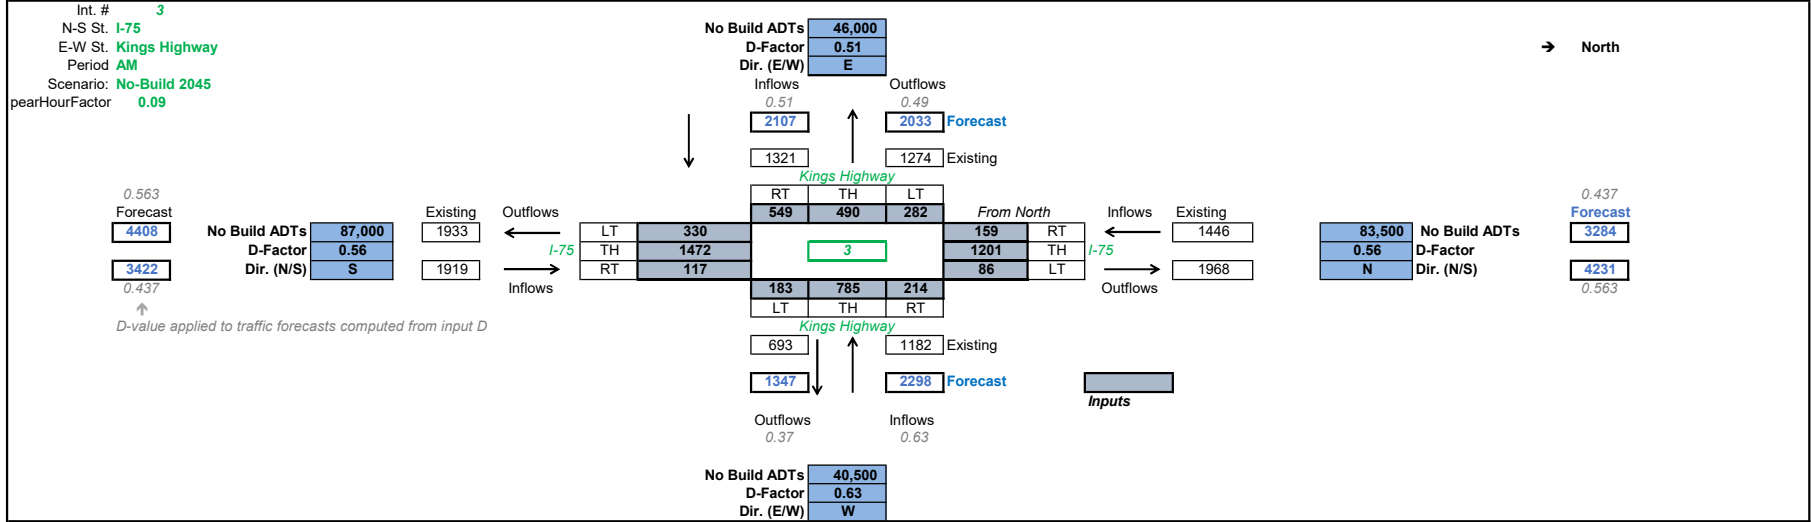 Int. # 3
N-S St. I-75
No Build ADTs 46,000
E-W St. Kings Highway
D-Factor 0.51
➔ North
Period AM
Dir. (E/W) E
Scenario: No-Build 2045
Inflows Outflows
pearHourFactor 0.09
0.51 0.49
2107 2033 Forecast
1321 1274 Existing
Kings Highway
0.563 RT TH LT 0.437
Forecast Existing Outflows 549 490 282 From North Inflows Existing Forecast
4408 No Build ADTs 87,000 1933 LT 330 159 RT 1446 83,500 No Build ADTs 3284
D-Factor 0.56 I-75 TH 1472 3 1201 TH I-75 0.56 D-Factor
3422 Dir. (N/S) S 1919 RT 117 86 LT 1968 N Dir. (N/S) 4231
0.437 Inflows 183 785 214 Outflows 0.563
LT TH RT
D-value applied to traffic forecasts computed from input D
Kings Highway
693 1182 Existing
1347 2298 Forecast
Inputs
Outflows Inflows
0.37 0.63
No Build ADTs 40,500
D-Factor 0.63
Dir. (E/W) W